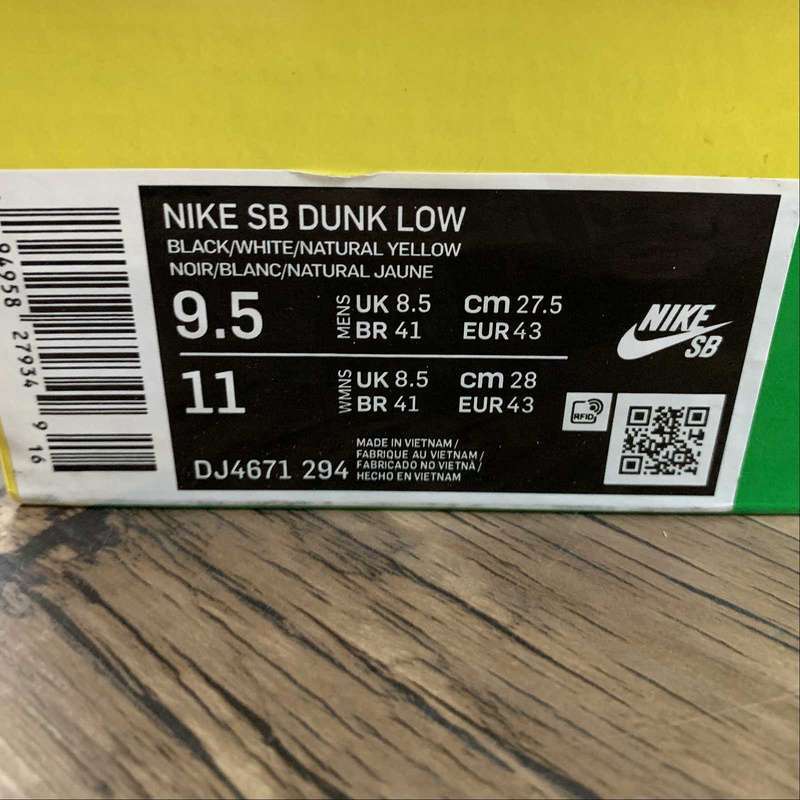 NIKE SB DUNK LOW
BLACK/WHITE/NATURAL YELLOW
NOIR/BLANC/NATURAL JAUNE
9.5
MENS
UK 8.5 cm 27.5
BR 41 EUR 43
11
WMNS
UK 8.5 cm 28
BR 41 EUR 43
DJ4671 294
MADE IN VIETNAM /
FABRIQUE AU VIETNAM /
FABRICADO NO VIETNÃ /
HECHO EN VIETNAM
NIKE
SB
RFID
94958 27934 9 16